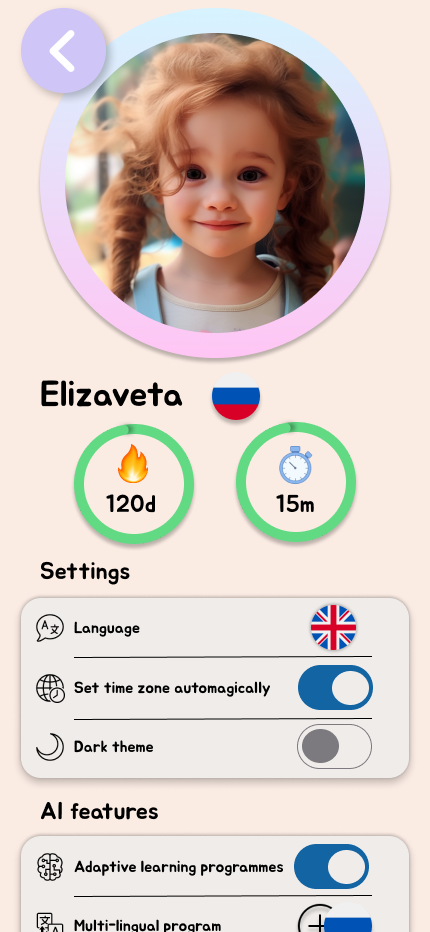 Elizaveta
120d
15m
Settings
Language
Set time zone automagically
Dark theme
AI features
Adaptive learning programmes
Multi-lingual program